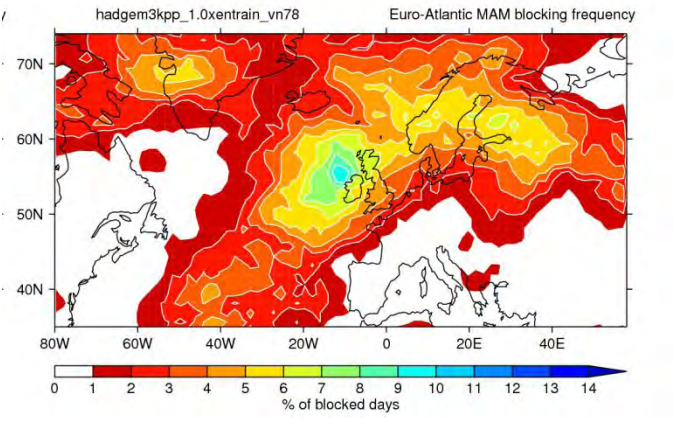 hadgem3kpp_1.0xentrain_vn78 Euro-Atlantic MAM blocking frequency
70N
60N
50N
40N
80W 60W 40W 20W 0 20E 40E
0 1 2 3 4 5 6 7 8 9 10 11 12 13 14
% of blocked days